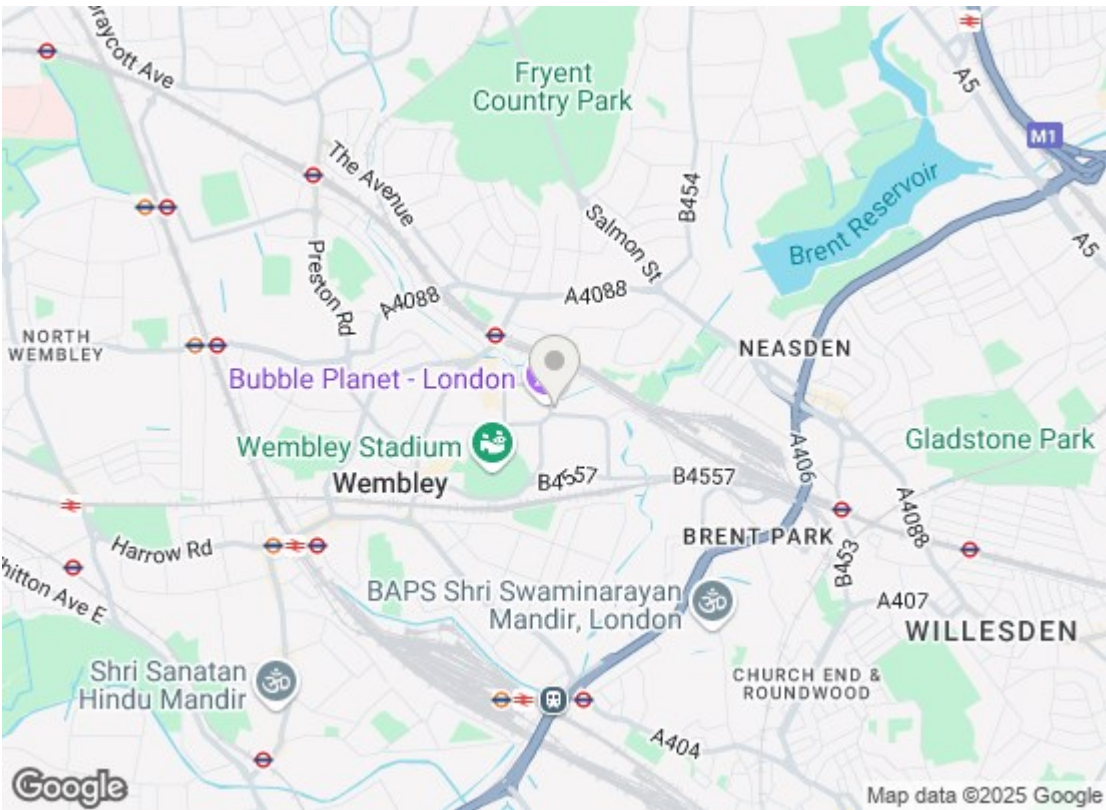 Draycott Ave
Fryent
Country Park
A5
M1
The Avenue
B454
Brent Reservoir
Salmon St
A5
Preston Rd
A4088
A4088
NORTH
WEMBLEY
NEASDEN
Bubble Planet - London
Wembley Stadium
Gladstone Park
A406
Wembley
B4557
B4557
A4088
BRENT PARK
Harrow Rd
B453
Whitton Ave E
BAPS Shri Swaminarayan
Mandir, London
A407
WILLESDEN
Shri Sanatan
Hindu Mandir
CHURCH END &
ROUNDWOOD
A404
Google
Map data ©2025 Google